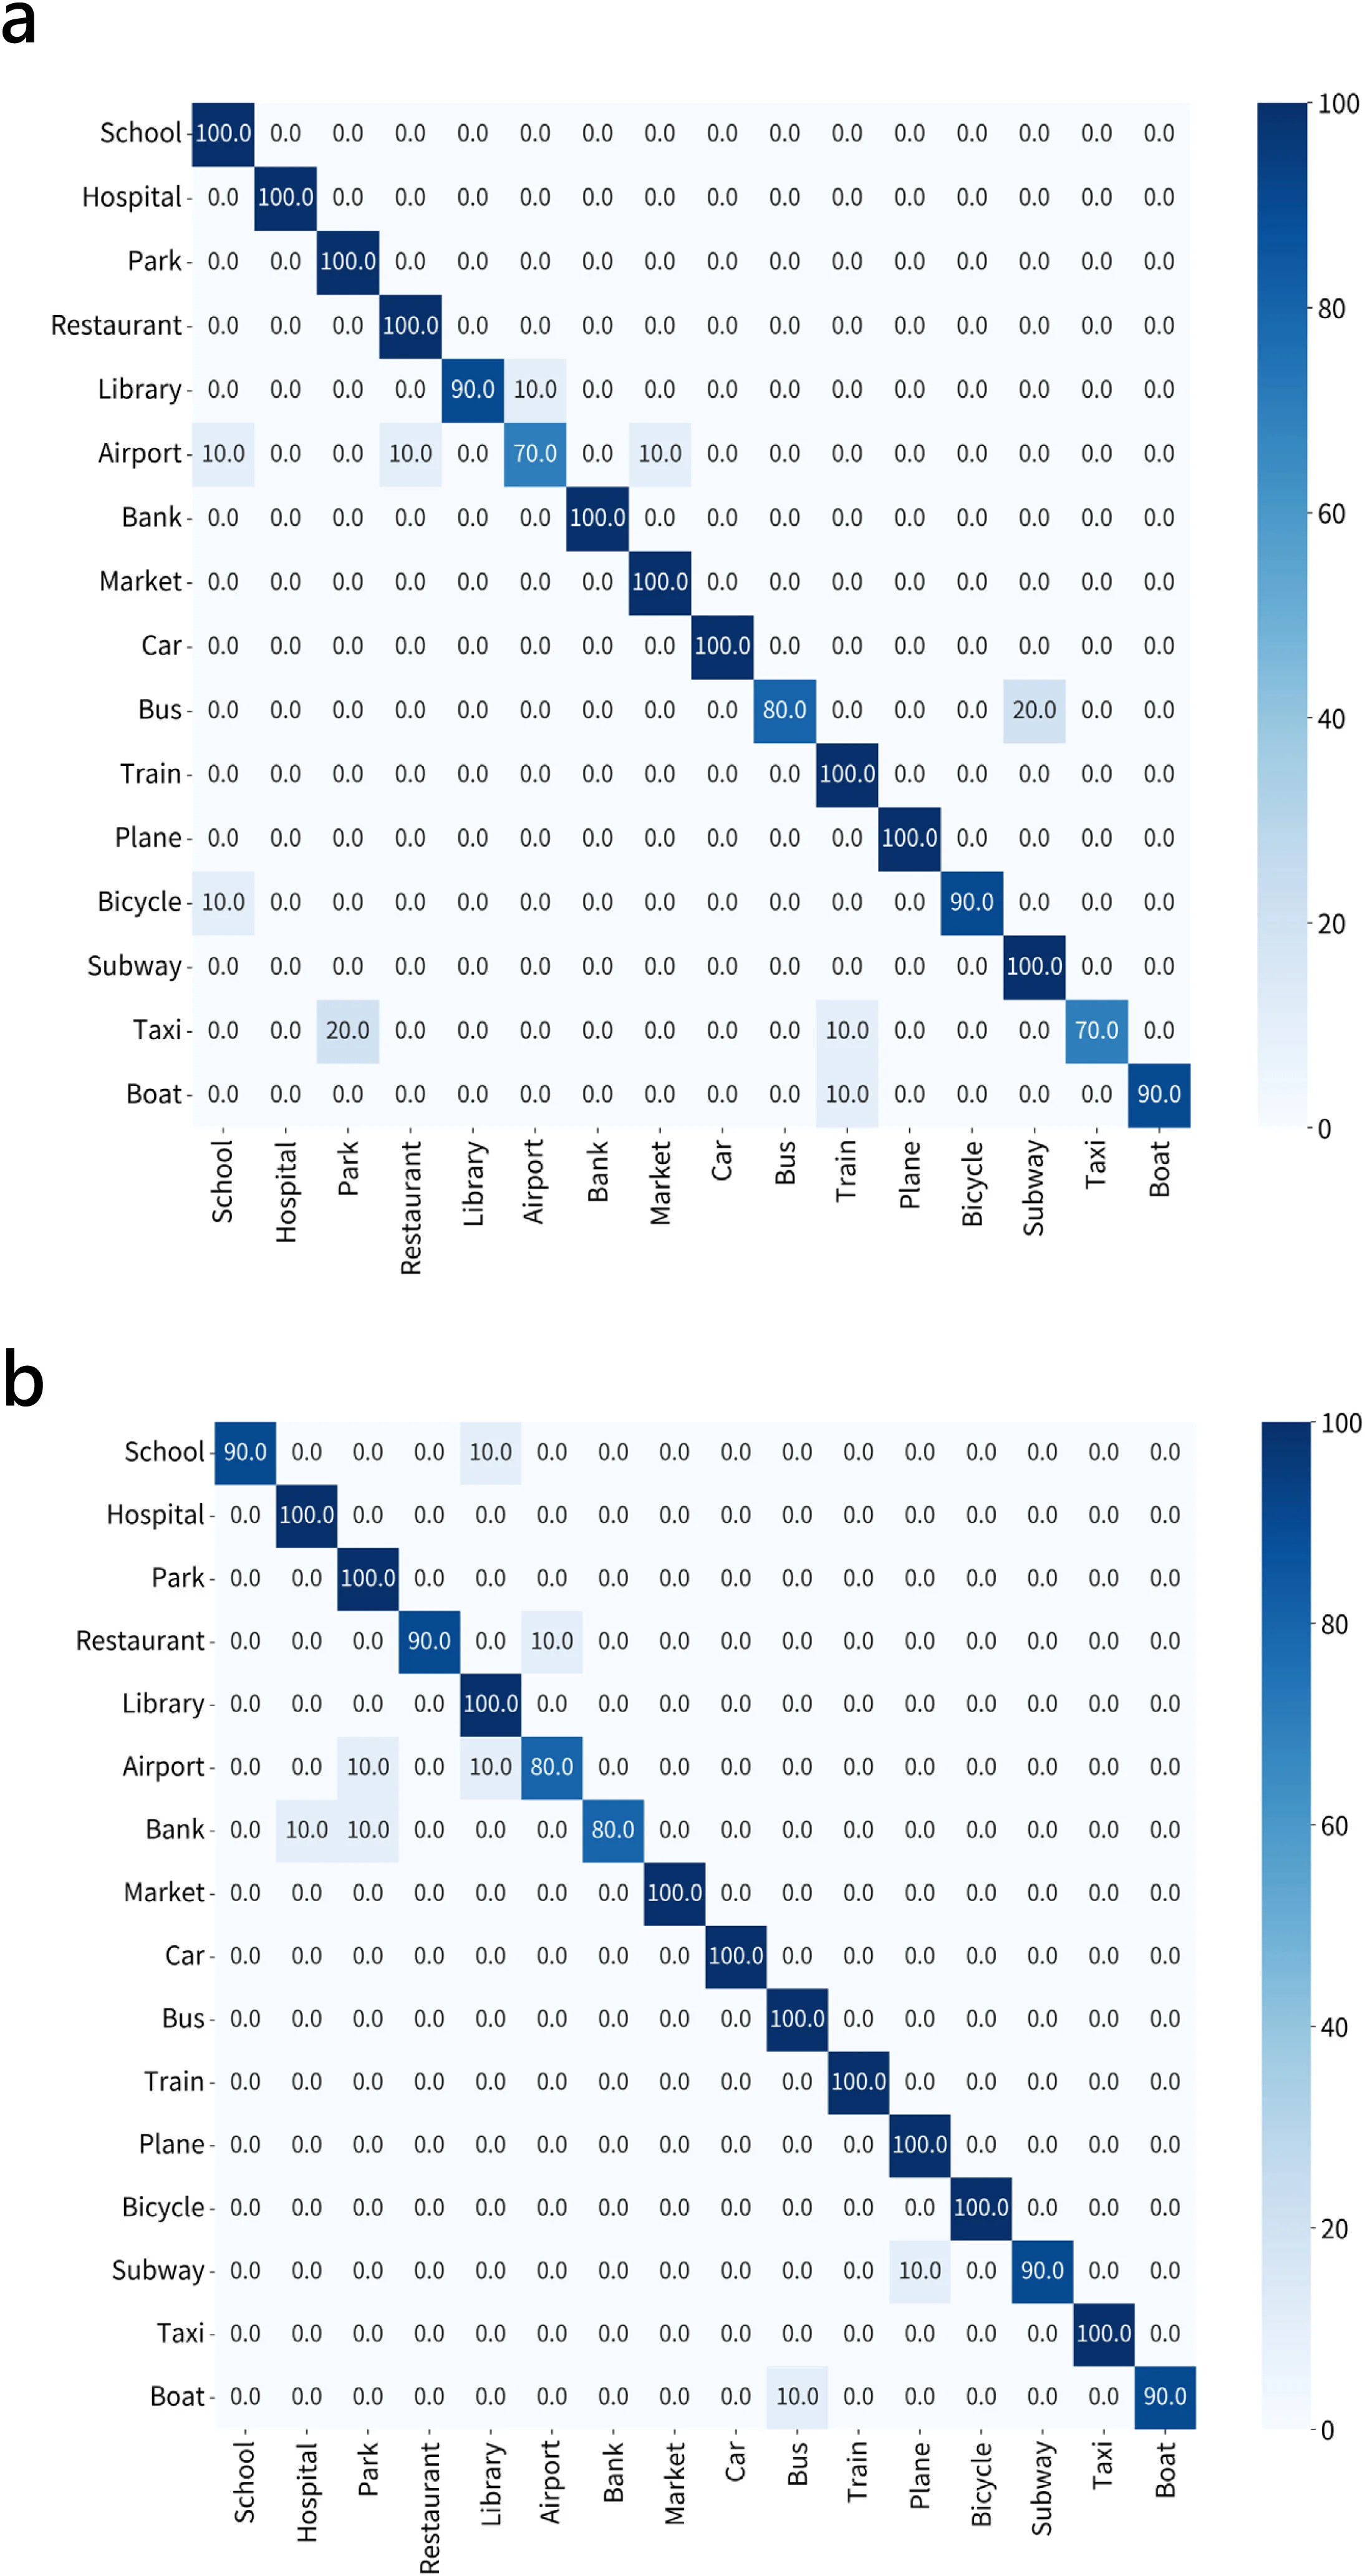 a
School 100.0 0.0 0.0 0.0 0.0 0.0 0.0 0.0 0.0 0.0 0.0 0.0 0.0 0.0 0.0 0.0
Hospital 0.0 100.0 0.0 0.0 0.0 0.0 0.0 0.0 0.0 0.0 0.0 0.0 0.0 0.0 0.0 0.0
Park 0.0 0.0 100.0 0.0 0.0 0.0 0.0 0.0 0.0 0.0 0.0 0.0 0.0 0.0 0.0 0.0
Restaurant 0.0 0.0 0.0 100.0 0.0 0.0 0.0 0.0 0.0 0.0 0.0 0.0 0.0 0.0 0.0 0.0
Library 0.0 0.0 0.0 0.0 90.0 10.0 0.0 0.0 0.0 0.0 0.0 0.0 0.0 0.0 0.0 0.0
Airport 10.0 0.0 0.0 10.0 0.0 70.0 0.0 10.0 0.0 0.0 0.0 0.0 0.0 0.0 0.0 0.0
Bank 0.0 0.0 0.0 0.0 0.0 0.0 100.0 0.0 0.0 0.0 0.0 0.0 0.0 0.0 0.0 0.0
Market 0.0 0.0 0.0 0.0 0.0 0.0 0.0 100.0 0.0 0.0 0.0 0.0 0.0 0.0 0.0 0.0
Car 0.0 0.0 0.0 0.0 0.0 0.0 0.0 0.0 100.0 0.0 0.0 0.0 0.0 0.0 0.0 0.0
Bus 0.0 0.0 0.0 0.0 0.0 0.0 0.0 0.0 0.0 80.0 0.0 0.0 0.0 20.0 0.0 0.0
Train 0.0 0.0 0.0 0.0 0.0 0.0 0.0 0.0 0.0 0.0 100.0 0.0 0.0 0.0 0.0 0.0
Plane 0.0 0.0 0.0 0.0 0.0 0.0 0.0 0.0 0.0 0.0 0.0 100.0 0.0 0.0 0.0 0.0
Bicycle 10.0 0.0 0.0 0.0 0.0 0.0 0.0 0.0 0.0 0.0 0.0 0.0 90.0 0.0 0.0 0.0
Subway 0.0 0.0 0.0 0.0 0.0 0.0 0.0 0.0 0.0 0.0 0.0 0.0 0.0 100.0 0.0 0.0
Taxi 0.0 0.0 20.0 0.0 0.0 0.0 0.0 0.0 0.0 0.0 10.0 0.0 0.0 0.0 70.0 0.0
Boat 0.0 0.0 0.0 0.0 0.0 0.0 0.0 0.0 0.0 0.0 10.0 0.0 0.0 0.0 0.0 90.0
School Hospital Park Restaurant Library Airport Bank Market Car Bus Train Plane Bicycle Subway Taxi Boat
100
80
60
40
20
0
b
School 90.0 0.0 0.0 0.0 10.0 0.0 0.0 0.0 0.0 0.0 0.0 0.0 0.0 0.0 0.0 0.0
Hospital 0.0 100.0 0.0 0.0 0.0 0.0 0.0 0.0 0.0 0.0 0.0 0.0 0.0 0.0 0.0 0.0
Park 0.0 0.0 100.0 0.0 0.0 0.0 0.0 0.0 0.0 0.0 0.0 0.0 0.0 0.0 0.0 0.0
Restaurant 0.0 0.0 0.0 90.0 0.0 10.0 0.0 0.0 0.0 0.0 0.0 0.0 0.0 0.0 0.0 0.0
Library 0.0 0.0 0.0 0.0 100.0 0.0 0.0 0.0 0.0 0.0 0.0 0.0 0.0 0.0 0.0 0.0
Airport 0.0 0.0 10.0 0.0 10.0 80.0 0.0 0.0 0.0 0.0 0.0 0.0 0.0 0.0 0.0 0.0
Bank 0.0 10.0 10.0 0.0 0.0 0.0 80.0 0.0 0.0 0.0 0.0 0.0 0.0 0.0 0.0 0.0
Market 0.0 0.0 0.0 0.0 0.0 0.0 0.0 100.0 0.0 0.0 0.0 0.0 0.0 0.0 0.0 0.0
Car 0.0 0.0 0.0 0.0 0.0 0.0 0.0 0.0 100.0 0.0 0.0 0.0 0.0 0.0 0.0 0.0
Bus 0.0 0.0 0.0 0.0 0.0 0.0 0.0 0.0 0.0 100.0 0.0 0.0 0.0 0.0 0.0 0.0
Train 0.0 0.0 0.0 0.0 0.0 0.0 0.0 0.0 0.0 0.0 100.0 0.0 0.0 0.0 0.0 0.0
Plane 0.0 0.0 0.0 0.0 0.0 0.0 0.0 0.0 0.0 0.0 0.0 100.0 0.0 0.0 0.0 0.0
Bicycle 0.0 0.0 0.0 0.0 0.0 0.0 0.0 0.0 0.0 0.0 0.0 0.0 100.0 0.0 0.0 0.0
Subway 0.0 0.0 0.0 0.0 0.0 0.0 0.0 0.0 0.0 0.0 0.0 10.0 0.0 90.0 0.0 0.0
Taxi 0.0 0.0 0.0 0.0 0.0 0.0 0.0 0.0 0.0 0.0 0.0 0.0 0.0 0.0 100.0 0.0
Boat 0.0 0.0 0.0 0.0 0.0 0.0 0.0 0.0 0.0 10.0 0.0 0.0 0.0 0.0 0.0 90.0
School Hospital Park Restaurant Library Airport Bank Market Car Bus Train Plane Bicycle Subway Taxi Boat
100
80
60
40
20
0